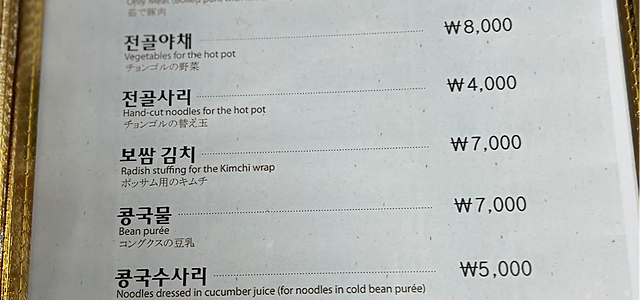 Only Meat (Boiled pork with
茹で豚肉
전골야채 ₩8,000
Vegetables for the hot pot
チョンゴルの野菜
전골사리 ₩4,000
Hand-cut noodles for the hot pot
チョンゴルの替え玉
보쌈 김치 ₩7,000
Radish stuffing for the Kimchi wrap
ポッサム用のキムチ
콩국물 ₩7,000
Bean purée
コングクスの豆乳
콩국수사리 ₩5,000
Noodles dressed in cucumber juice (for noodles in cold bean purée)